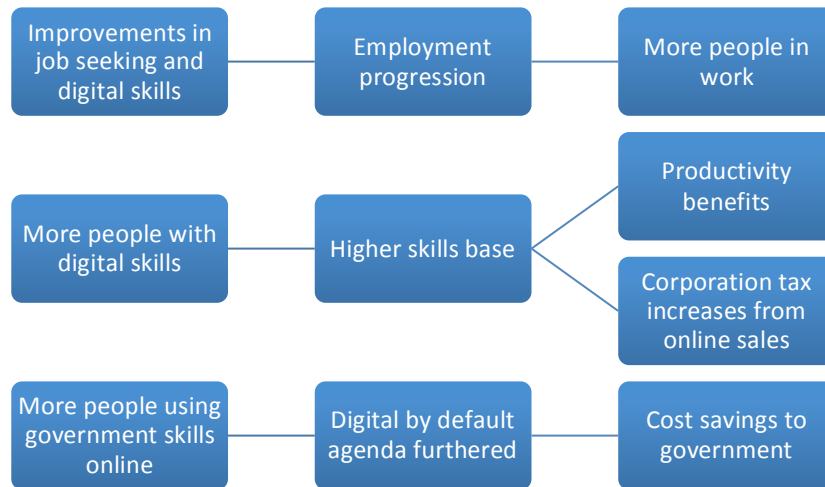 Improvements in
job seeking and
digital skills
Employment
progression
More people in
work
More people with
digital skills
Higher skills base
Productivity
benefits
Corporation tax
increases from
online sales
More people using
government skills
online
Digital by default
agenda furthered
Cost savings to
government